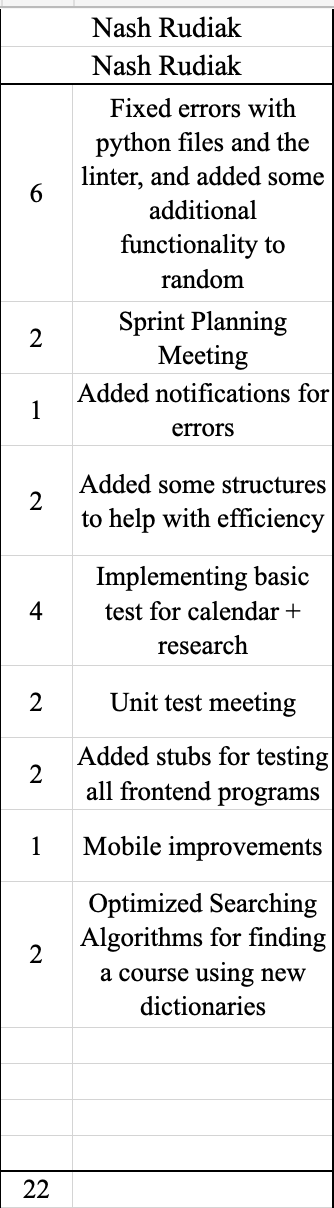 Nash Rudiak
Nash Rudiak
Fixed errors with
python files and the
linter, and added some
6
additional
functionality to
random
Sprint Planning
2
Meeting
Added notifications for
1
errors
Added some structures
2
to help with efficiency
Implementing basic
4 test for calendar +
research
2 Unit test meeting
Added stubs for testing
2
all frontend programs
1 Mobile improvements
Optimized Searching
Algorithms for finding
2
a course using new
dictionaries
22